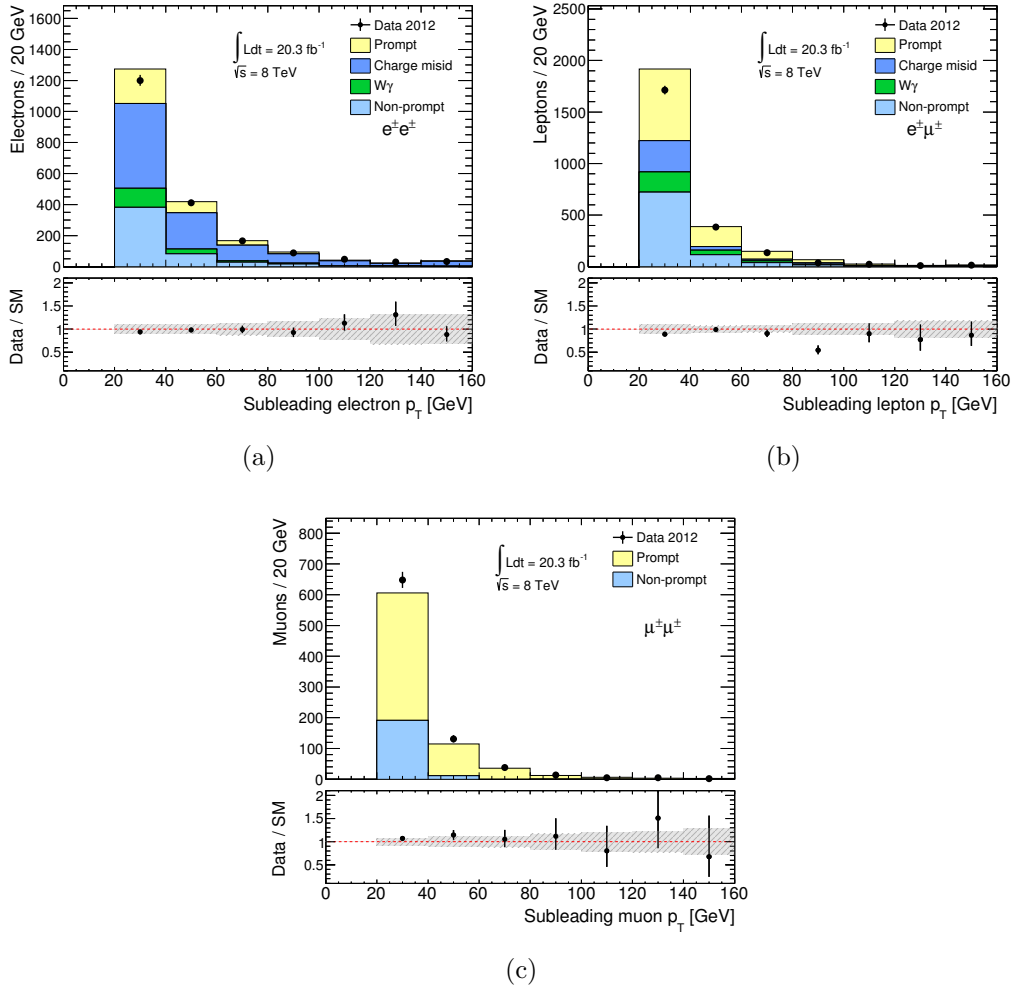 Electrons / 20 GeV
1600
1400
1200
1000
800
600
400
200
0
∫ Ldt = 20.3 fb⁻¹
√s = 8 TeV
Data 2012
Prompt
Charge misid
Wγ
Non-prompt
e±e±
Data / SM
2
1.5
1
0.5
0 20 40 60 80 100 120 140 160
Subleading electron p_T [GeV]
(a)
Leptons / 20 GeV
2500
2000
1500
1000
500
0
∫ Ldt = 20.3 fb⁻¹
√s = 8 TeV
Data 2012
Prompt
Charge misid
Wγ
Non-prompt
e±μ±
Data / SM
2
1.5
1
0.5
0 20 40 60 80 100 120 140 160
Subleading lepton p_T [GeV]
(b)
Muons / 20 GeV
800
700
600
500
400
300
200
100
0
∫ Ldt = 20.3 fb⁻¹
√s = 8 TeV
Data 2012
Prompt
Non-prompt
μ±μ±
Data / SM
2
1.5
1
0.5
0 20 40 60 80 100 120 140 160
Subleading muon p_T [GeV]
(c)